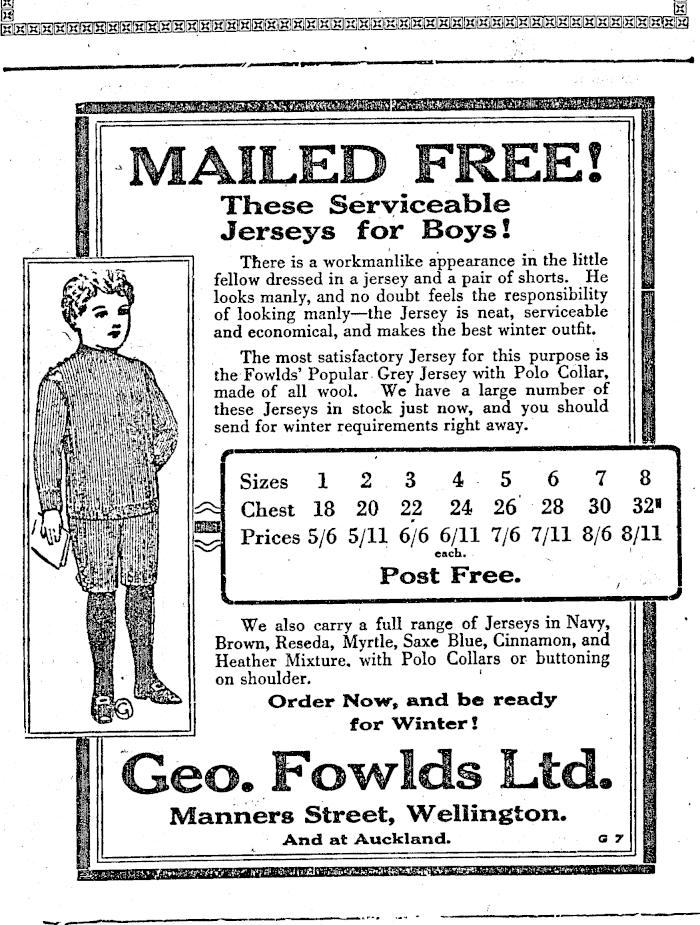 MAILED FREE!
These Serviceable
Jerseys for Boys!
There is a workmanlike appearance in the little
fellow dressed in a jersey and a pair of shorts. He
looks manly, and no doubt feels the responsibility
of looking manly—the Jersey is neat, serviceable
and economical, and makes the best winter outfit.
The most satisfactory Jersey for this purpose is
the Fowlds' Popular Grey Jersey with Polo Collar,
made of all wool. We have a large number of
these Jerseys in stock just now, and you should
send for winter requirements right away.
Sizes 1 2 3 4 5 6 7 8
Chest 18 20 22 24 26 28 30 32"
Prices 5/6 5/11 6/6 6/11 7/6 7/11 8/6 8/11
each.
Post Free.
We also carry a full range of Jerseys in Navy,
Brown, Reseda, Myrtle, Saxe Blue, Cinnamon, and
Heather Mixture, with Polo Collars or buttoning
on shoulder.
Order Now, and be ready
for Winter!
G
Geo. Fowlds Ltd.
Manners Street, Wellington.
And at Auckland.
G 7